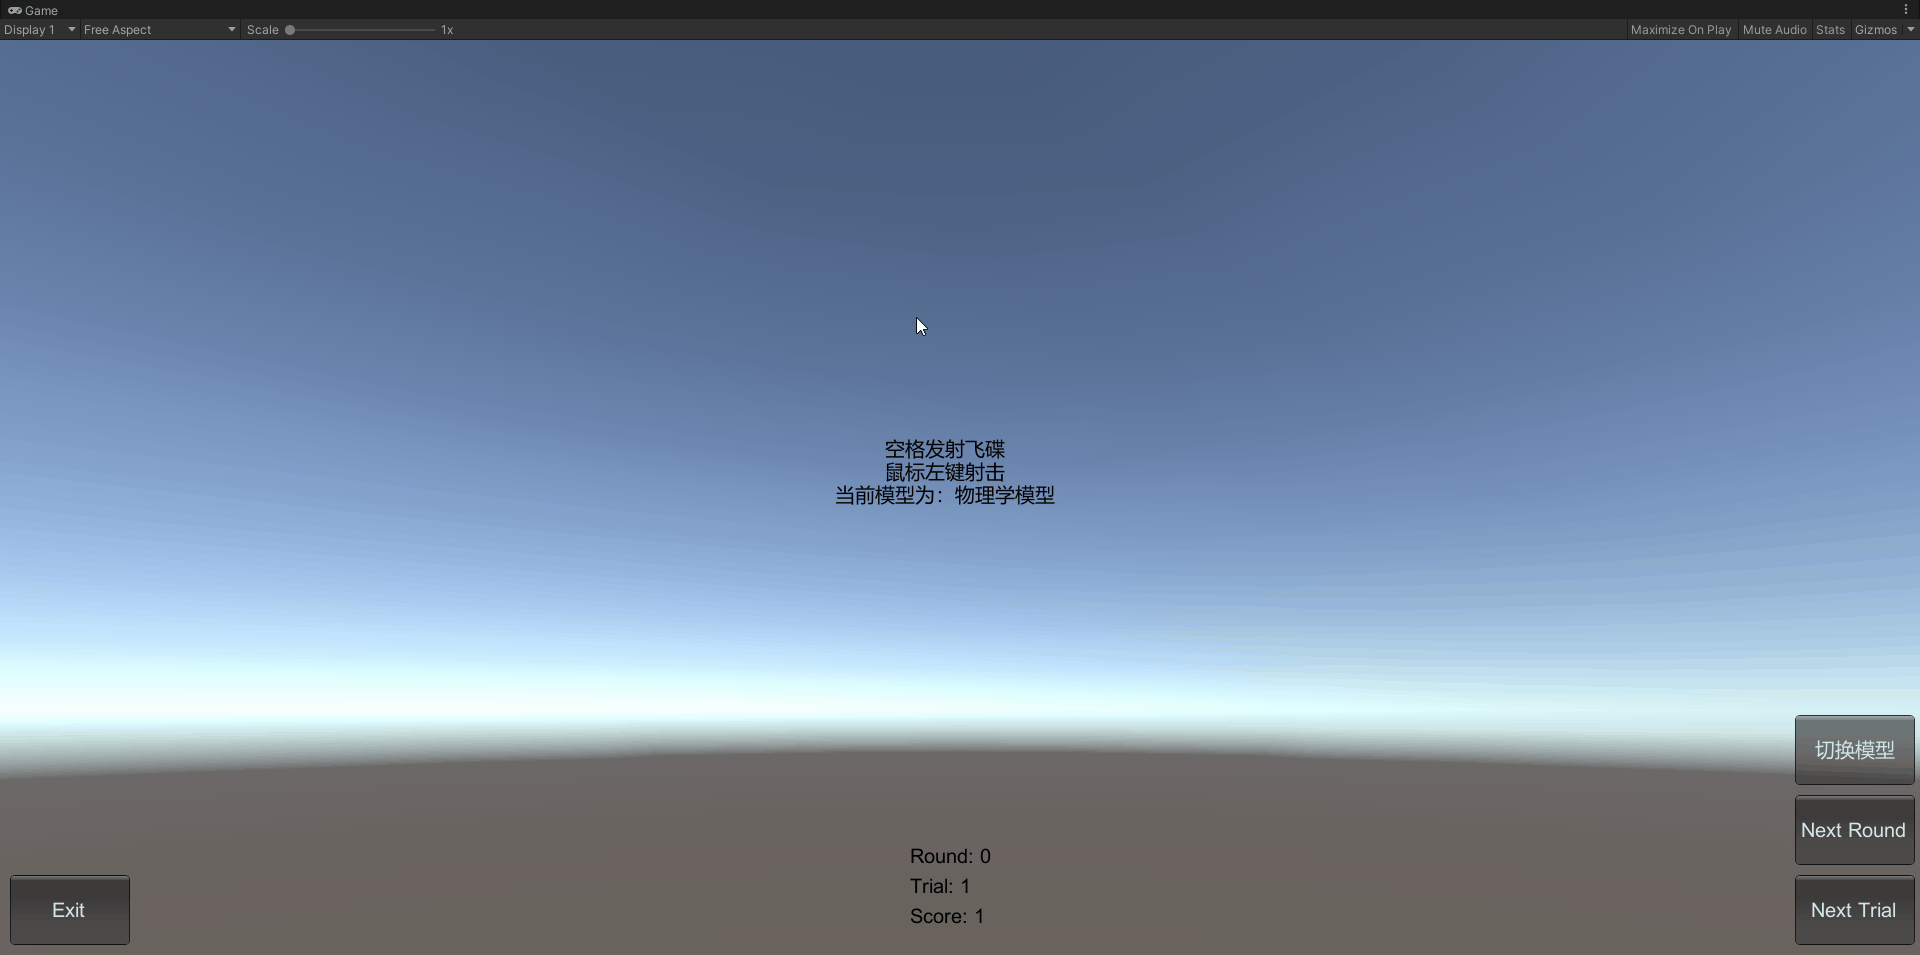 Game
Display 1 Free Aspect Scale 1x Maximize On Play Mute Audio Stats Gizmos
空格发射飞碟
鼠标左键射击
当前模型为：物理学模型
切换模型
Next Round
Round: 0
Trial: 1
Score: 1
Exit
Next Trial